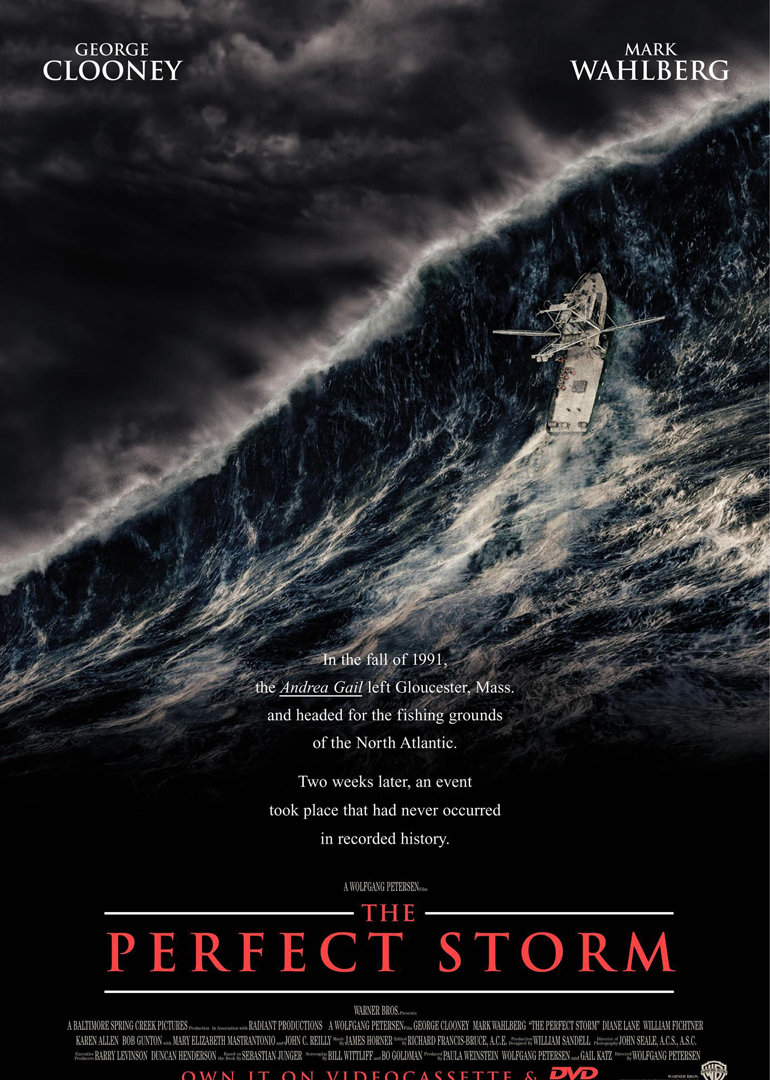 GEORGE
CLOONEY
MARK
WAHLBERG
In the fall of 1991,
the Andrea Gail left Gloucester, Mass.
and headed for the fishing grounds
of the North Atlantic.
Two weeks later, an event
took place that had never occurred
in recorded history.
A WOLFGANG PETERSEN Film
THE
PERFECT STORM
WARNER BROS. Presents
A BALTIMORE SPRING CREEK PICTURES Production In Association with RADIANT PRODUCTIONS A WOLFGANG PETERSEN Film GEORGE CLOONEY MARK WAHLBERG "THE PERFECT STORM" DIANE LANE WILLIAM FICHTNER
KAREN ALLEN BOB GUNTON with MARY ELIZABETH MASTRANTONIO and JOHN C. REILLY Music By JAMES HORNER Edited By RICHARD FRANCIS-BRUCE, A.C.E. Production Designed By WILLIAM SANDELL Director of Photography JOHN SEALE, A.C.S., A.S.C.
Executive Producers BARRY LEVINSON DUNCAN HENDERSON Based on the Book By SEBASTIAN JUNGER Screenplay By BILL WITTLIFF and BO GOLDMAN Produced By PAULA WEINSTEIN WOLFGANG PETERSEN and GAIL KATZ Directed By WOLFGANG PETERSEN
OWN IT ON VIDEOCASSETTE & DVD
WARNER BROS.